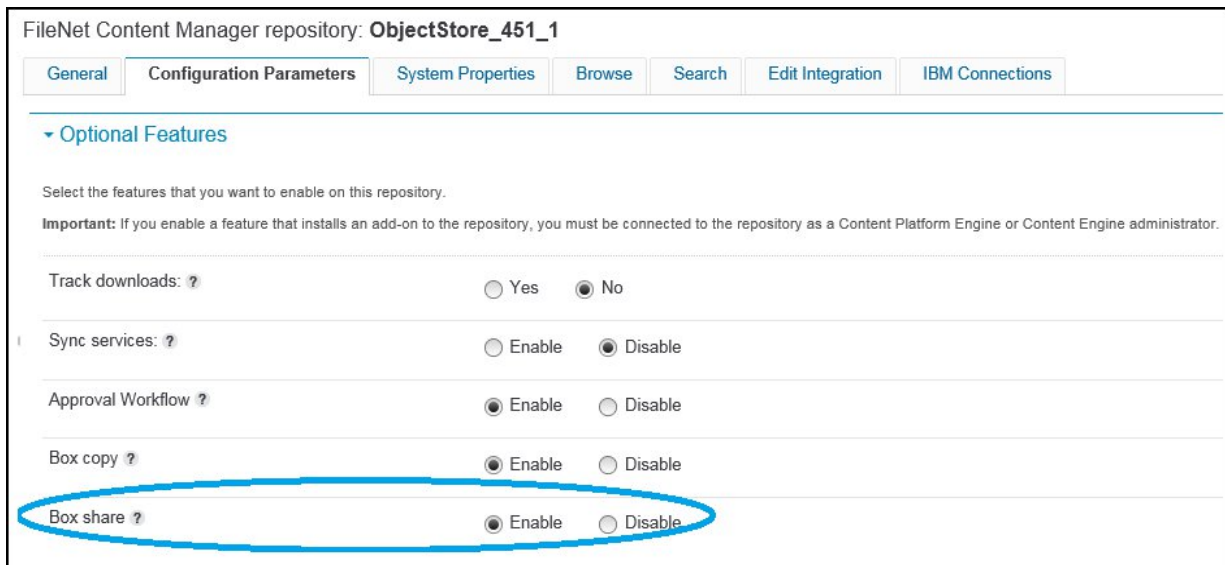 FileNet Content Manager repository: ObjectStore_451_1
General Configuration Parameters System Properties Browse Search Edit Integration IBM Connections
Optional Features
Select the features that you want to enable on this repository.
Important: If you enable a feature that installs an add-on to the repository, you must be connected to the repository as a Content Platform Engine or Content Engine administrator.
Track downloads: ? Yes No
Sync services: ? Enable Disable
Approval Workflow ? Enable Disable
Box copy ? Enable Disable
Box share ? Enable Disable